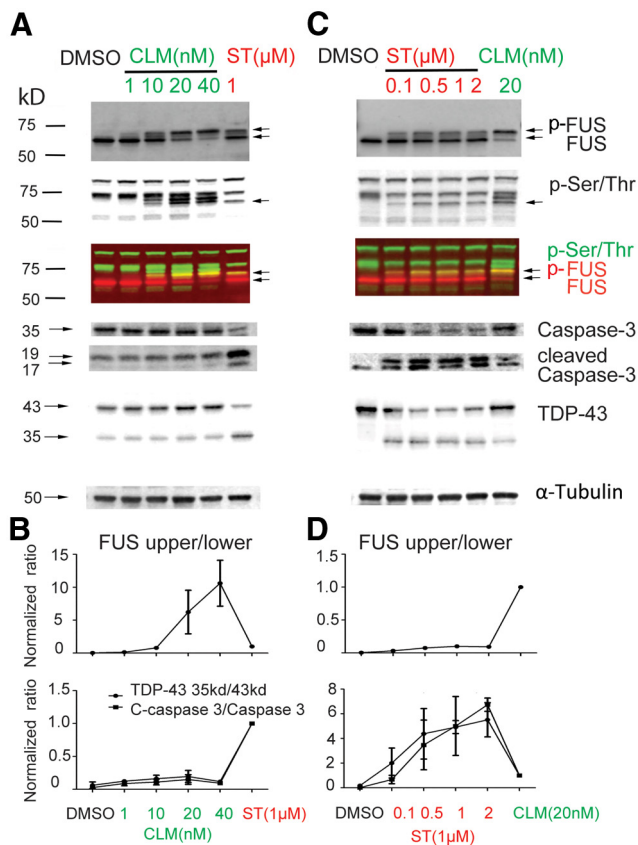 A
DMSO CLM(nM) ST(µM)
1 10 20 40 1
kD
75
50
75
50
75
50
35
19
17
43
35
50
C
DMSO ST(µM) CLM(nM)
0.1 0.5 1 2 20
p-FUS
FUS
p-Ser/Thr
p-Ser/Thr
p-FUS
FUS
Caspase-3
cleaved
Caspase-3
TDP-43
α-Tubulin
B
FUS upper/lower
Normalized ratio
15
10
5
0
Normalized ratio
1.0
0.5
0.0
TDP-43 35kd/43kd
C-caspase 3/Caspase 3
DMSO 1 10 20 40 ST(1µM)
CLM(nM)
D
FUS upper/lower
Normalized ratio
1.5
1.0
0.5
0
Normalized ratio
8
6
4
2
0
DMSO 0.1 0.5 1 2 CLM(20nM)
ST(1µM)